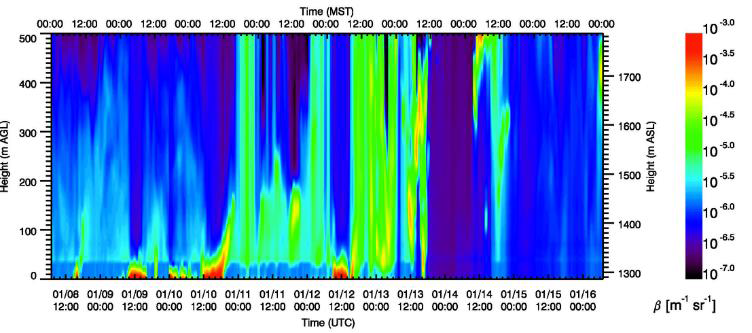 Time (MST)
00:00 12:00 00:00 12:00 00:00 12:00 00:00 12:00 00:00 12:00 00:00 12:00 00:00 12:00 00:00 12:00 00:00
500
400
300
200
100
0
Height (m AGL)
1700
1600
1500
1400
1300
Height (m ASL)
10^-3.0
10^-3.5
10^-4.0
10^-4.5
10^-5.0
10^-5.5
10^-6.0
10^-6.5
10^-7.0
β [m^-1 sr^-1]
01/08 01/09 01/09 01/10 01/10 01/11 01/11 01/12 01/12 01/13 01/13 01/14 01/14 01/15 01/15 01/16
12:00 00:00 12:00 00:00 12:00 00:00 12:00 00:00 12:00 00:00 12:00 00:00 12:00 00:00 12:00 00:00
Time (UTC)